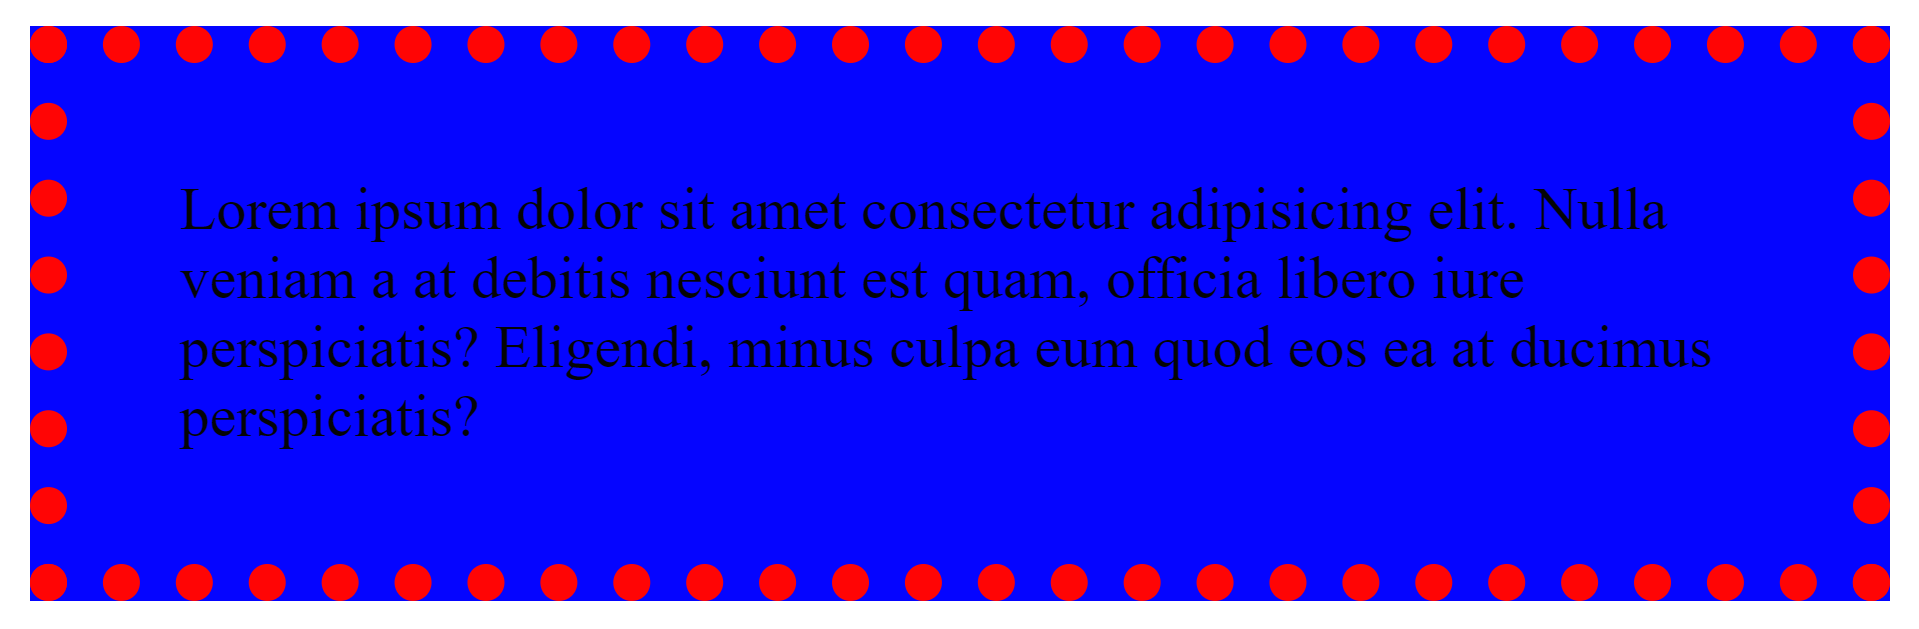 Lorem ipsum dolor sit amet consectetur adipisicing elit. Nulla
veniam a at debitis nesciunt est quam, officia libero iure
perspiciatis? Eligendi, minus culpa eum quod eos ea at ducimus
perspiciatis?